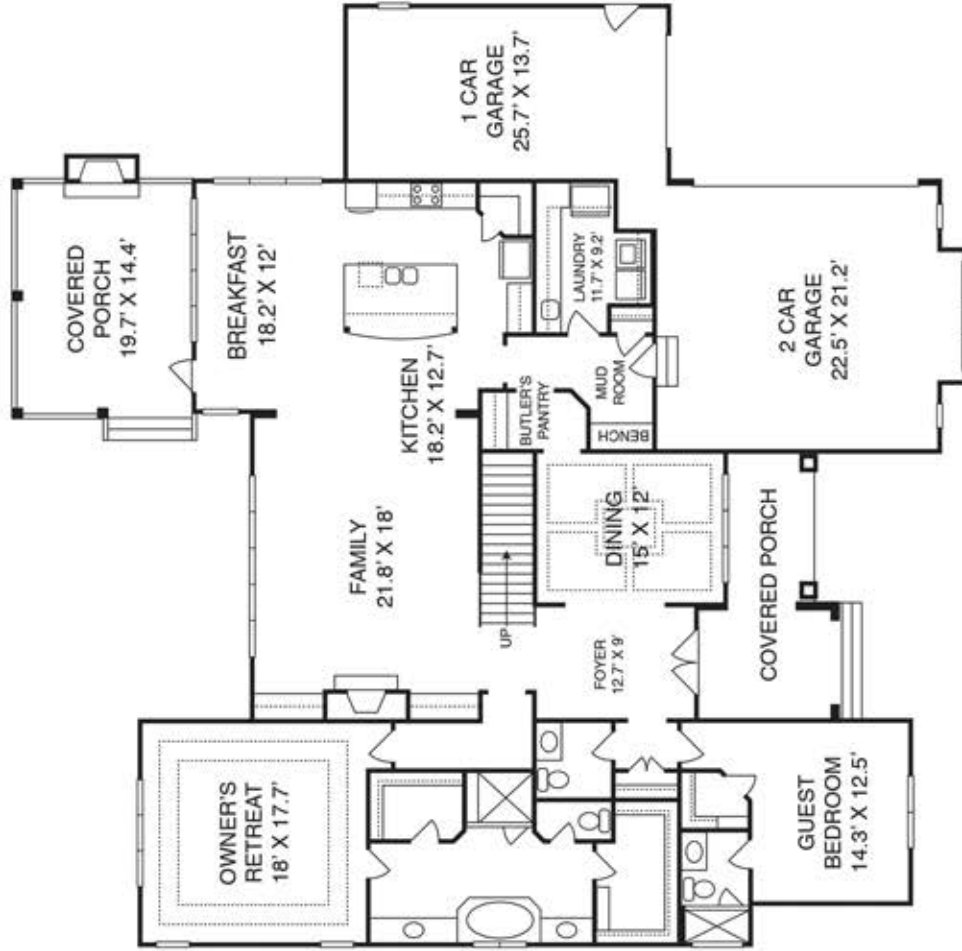 1 CAR
GARAGE
25.7' X 13.7'
COVERED
PORCH
19.7' X 14.4'
BREAKFAST
18.2' X 12'
LAUNDRY
11.7' X 9.2'
2 CAR
GARAGE
22.5' X 21.2'
KITCHEN
18.2' X 12.7'
MUD
ROOM
BUTLER'S
PANTRY
BENCH
FAMILY
21.8' X 18'
DINING
15' X 12'
COVERED PORCH
UP
FOYER
12.7' X 9'
OWNER'S
RETREAT
18' X 17.7'
GUEST
BEDROOM
14.3' X 12.5'